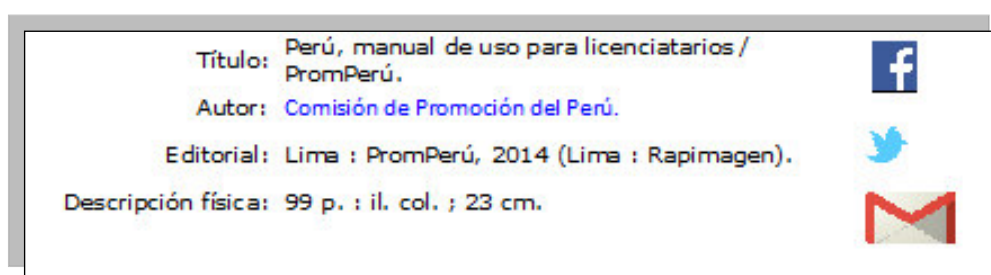 Título: Perú, manual de uso para licenciatarios /
PromPerú.
Autor: Comisión de Promoción del Perú.
Editorial: Lima : PromPerú, 2014 (Lima : Rapimagen).
Descripción física: 99 p. : il. col. ; 23 cm.